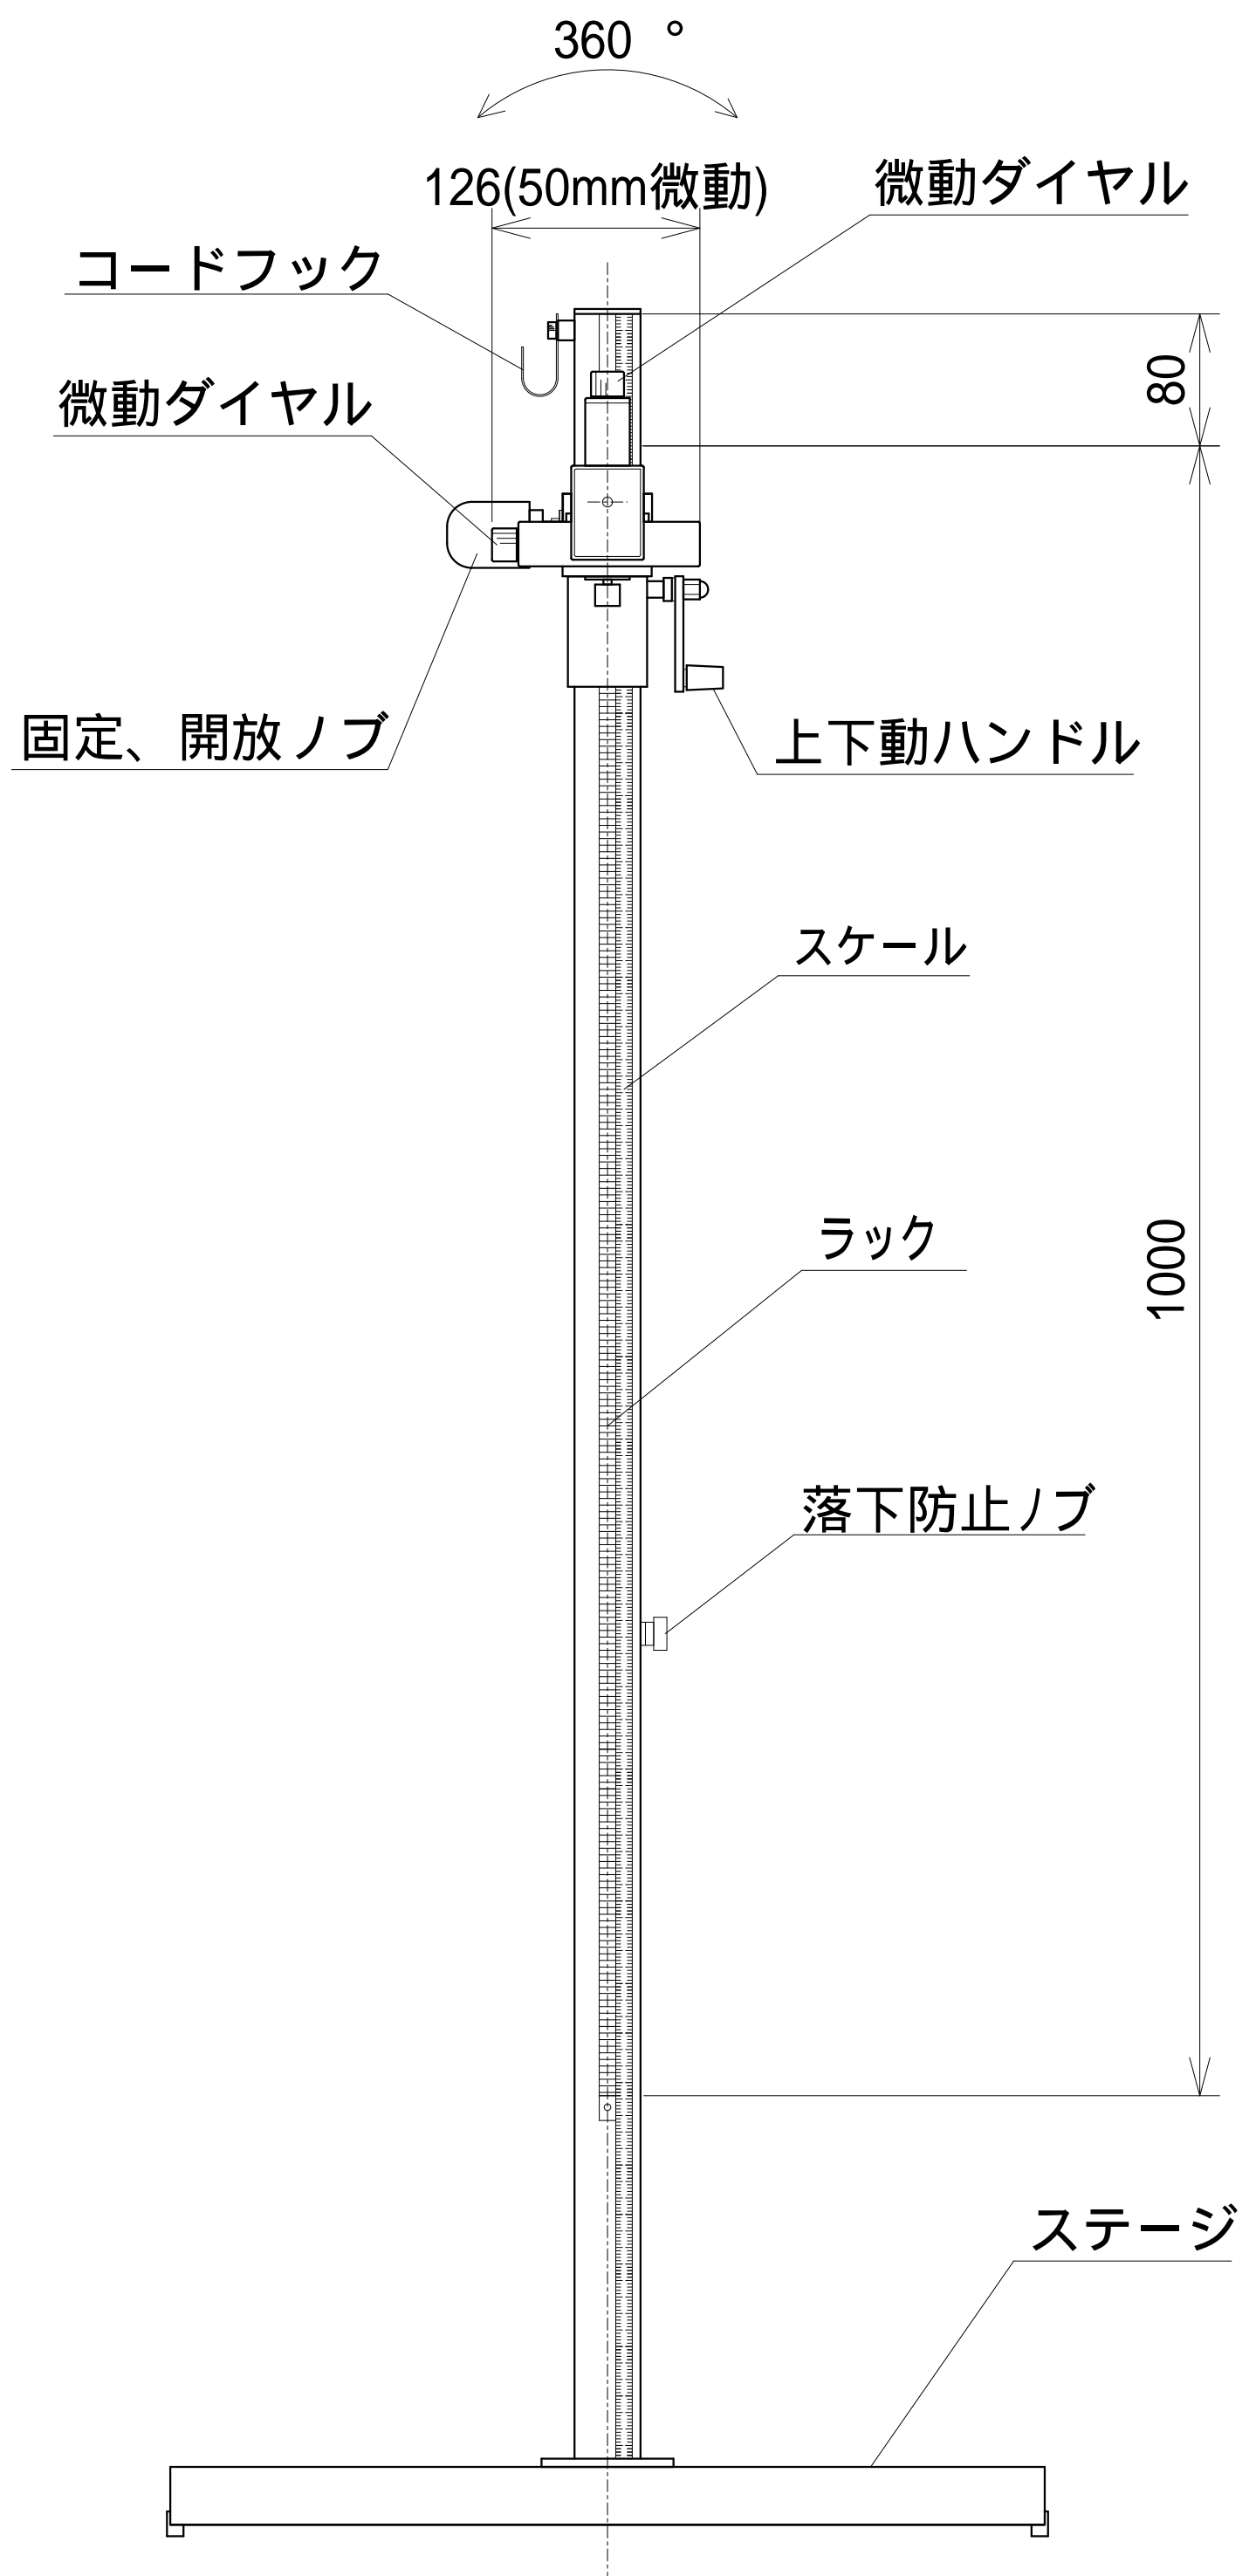 360 °
126(50mm微動)
微動ダイヤル
コードフック
80
微動ダイヤル
固定、開放ノブ
上下動ハンドル
スケール
ラック
1000
落下防止ノブ
ステージ